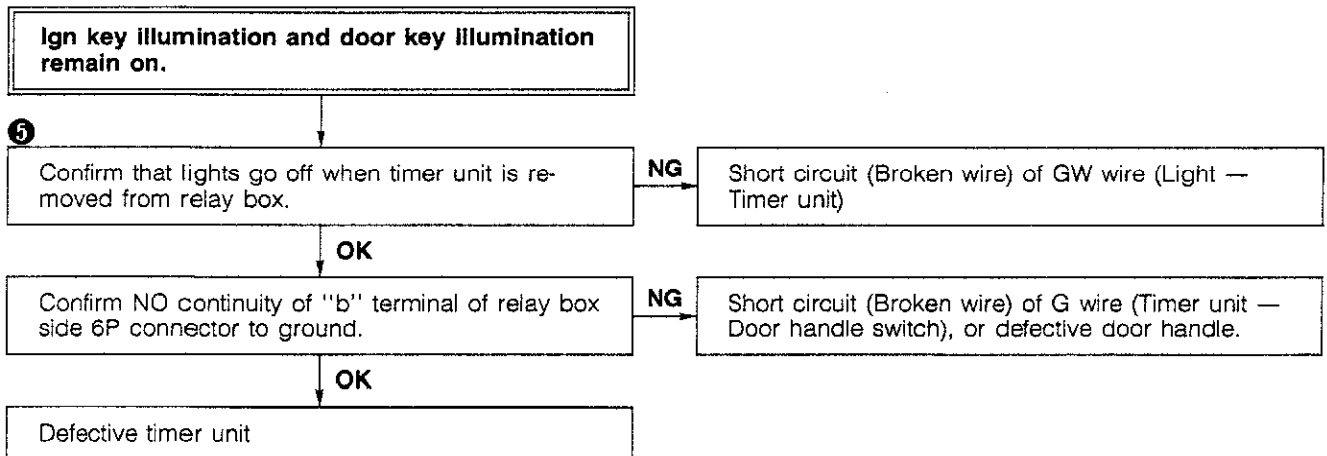 Ign key illumination and door key illumination
remain on.
❺
Confirm that lights go off when timer unit is re-
moved from relay box.
NG
Short circuit (Broken wire) of GW wire (Light —
Timer unit)
OK
Confirm NO continuity of "b" terminal of relay box
side 6P connector to ground.
NG
Short circuit (Broken wire) of G wire (Timer unit —
Door handle switch), or defective door handle.
OK
Defective timer unit